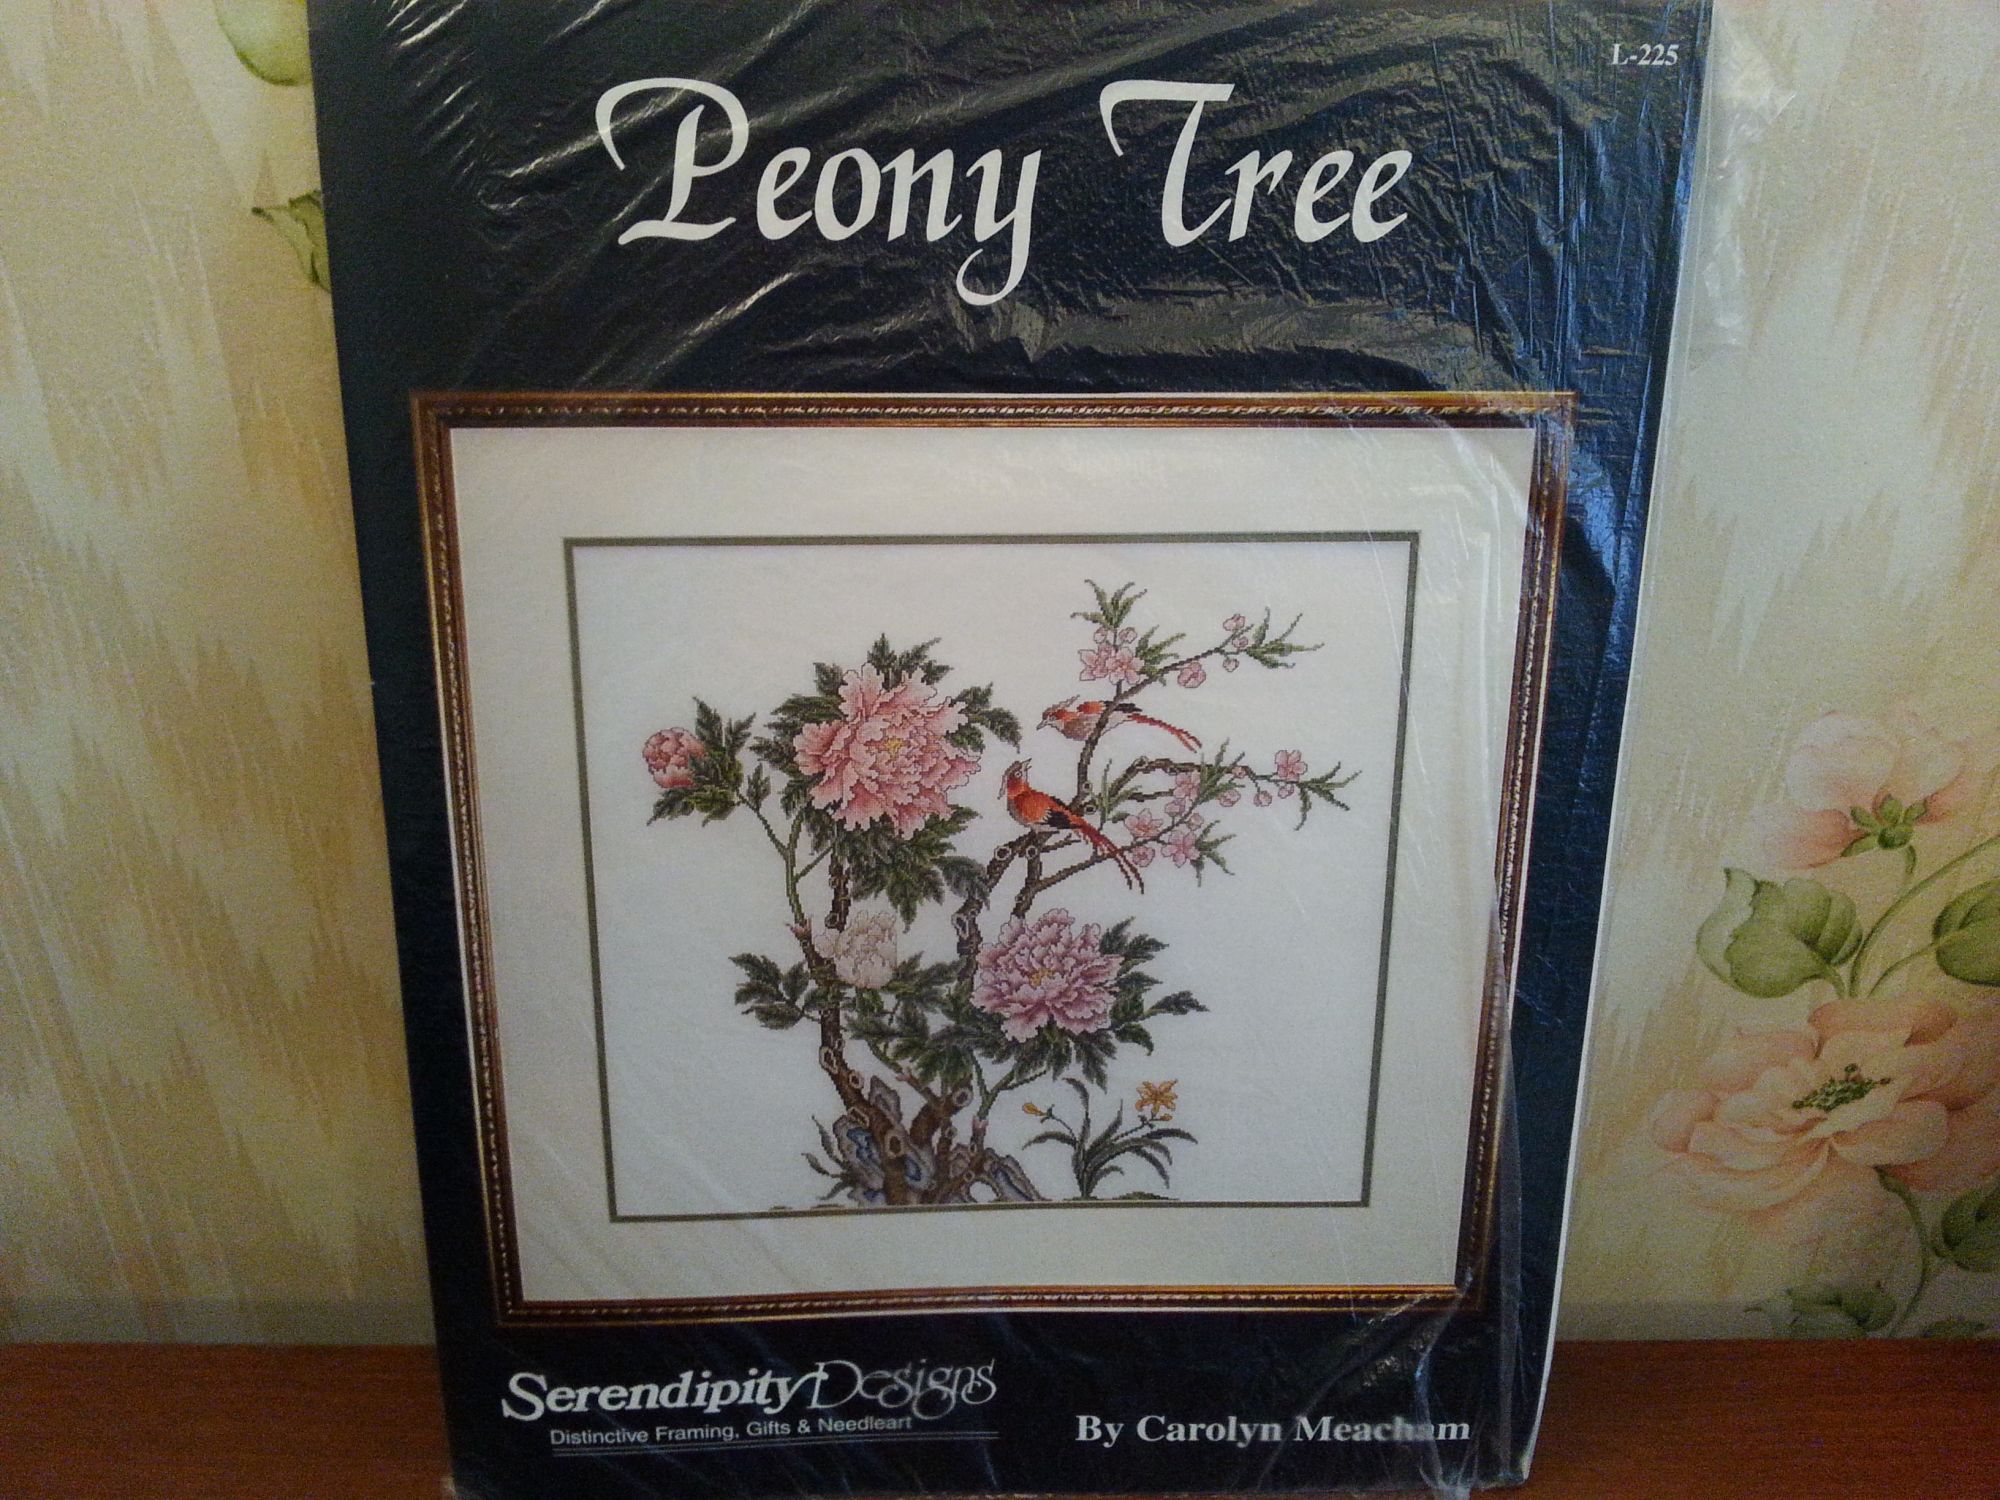 L-225
Peony Tree
Serendipity Designs
Distinctive Framing, Gifts & Needleart
By Carolyn Meacham